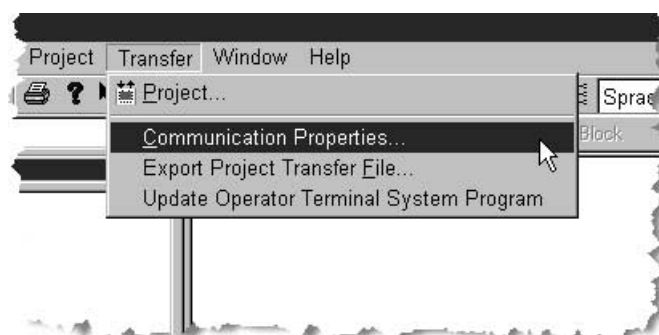 Project Transfer Window Help
Project...
Communication Properties...
Block
Export Project Transfer File...
Update Operator Terminal System Program